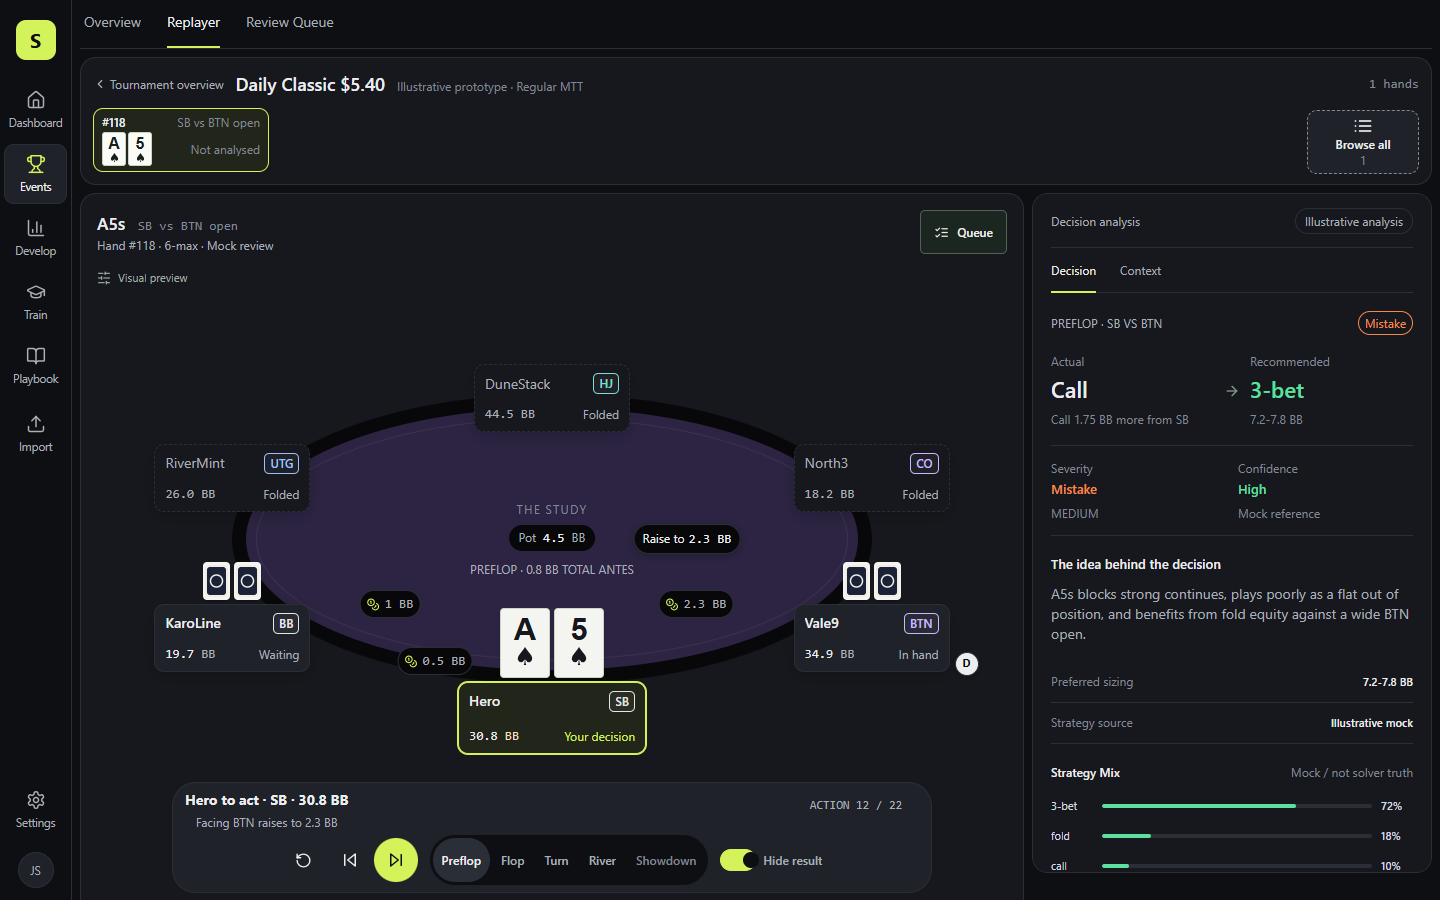 S
Dashboard
Events
Develop
Train
Playbook
Import
Settings
JS
Overview
Replayer
Review Queue
Tournament overview
Daily Classic $5.40
Illustrative prototype · Regular MTT
1 hands
#118
SB vs BTN open
A
5
Not analysed
Browse all
1
A5s
SB vs BTN open
Hand #118 · 6-max · Mock review
Queue
Visual preview
DuneStack
HJ
44.5 BB
Folded
RiverMint
UTG
26.0 BB
Folded
North3
CO
18.2 BB
Folded
THE STUDY
Pot 4.5 BB
Raise to 2.3 BB
PREFLOP · 0.8 BB TOTAL ANTES
1 BB
2.3 BB
KaroLine
BB
19.7 BB
Waiting
Vale9
BTN
34.9 BB
In hand
D
0.5 BB
A
5
Hero
SB
30.8 BB
Your decision
Hero to act · SB · 30.8 BB
Facing BTN raises to 2.3 BB
ACTION 12 / 22
Preflop
Flop
Turn
River
Showdown
Hide result
Decision analysis
Illustrative analysis
Decision
Context
PREFLOP · SB VS BTN
Mistake
Actual
Recommended
Call
3-bet
Call 1.75 BB more from SB
7.2-7.8 BB
Severity
Confidence
Mistake
High
MEDIUM
Mock reference
The idea behind the decision
A5s blocks strong continues, plays poorly as a flat out of
position, and benefits from fold equity against a wide BTN
open.
Preferred sizing
7.2-7.8 BB
Strategy source
Illustrative mock
Strategy Mix
Mock / not solver truth
3-bet
72%
fold
18%
call
10%